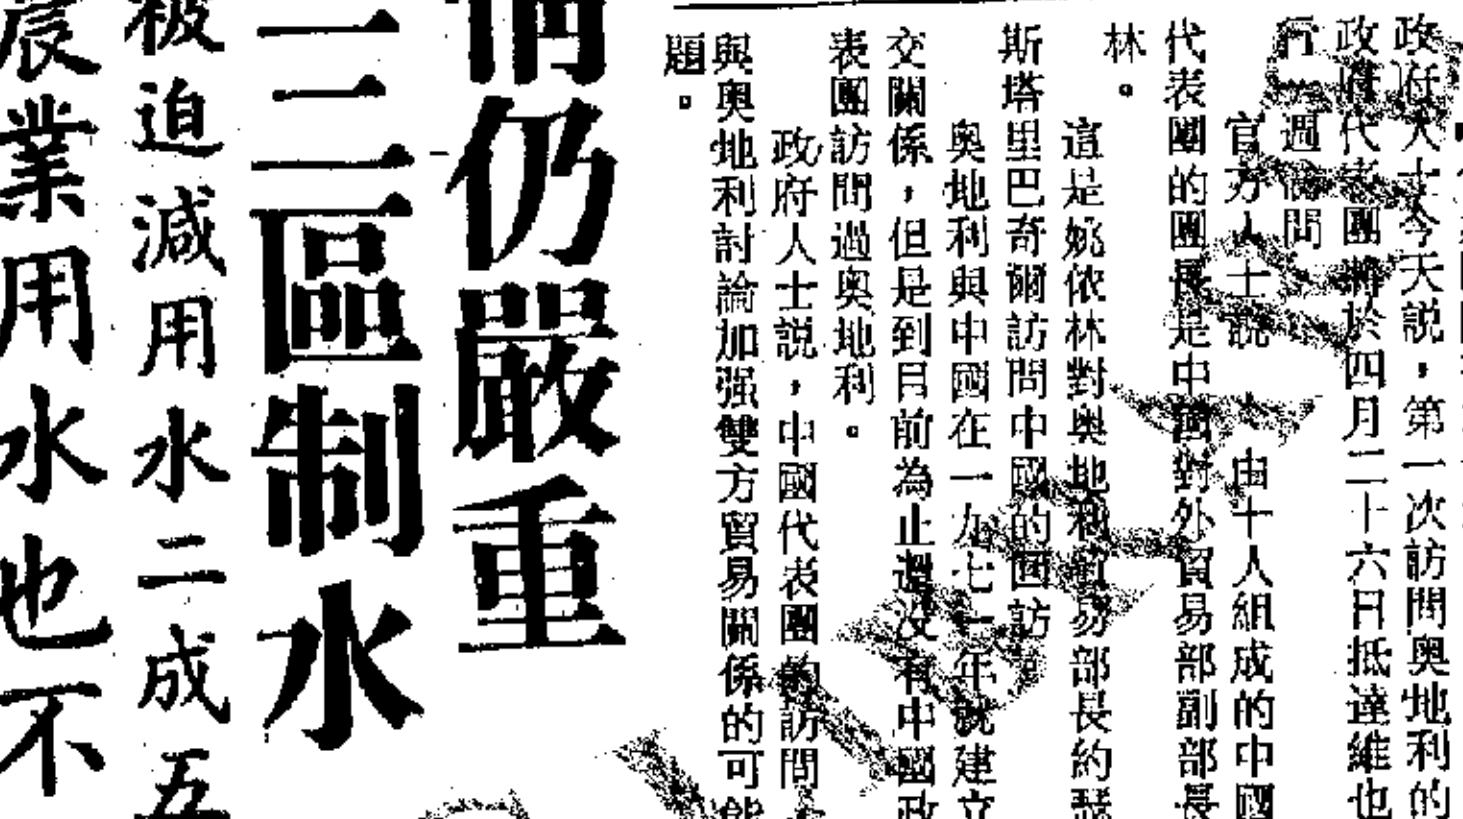 政府人士今天説，第一次訪問奧地利的
政府代表團將於四月二十六日抵達維也
行一週訪問
官方人士説 由十人組成的中國
代表團的團長是中國對外貿易部副部長
林。
這是姚依林對奧地利貿易部長約瑟
斯塔里巴奇爾訪問中國的回訪。
奧地利與中國在一九七一年就建立
交關係，但是到目前為止還沒有中國政
表團訪問過奧地利。
政府人士説，中國代表團的訪問
與奧地利討論加强雙方貿易關係的可能
題。
情仍嚴重
三區制水
被迫減用水二成五
農業用水也不